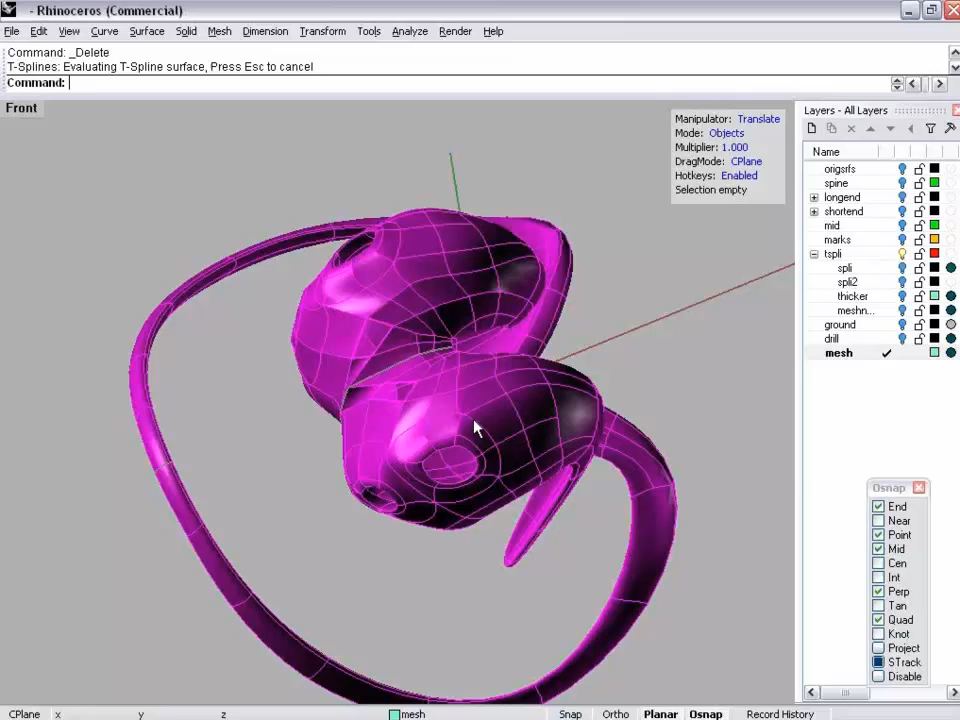 - Rhinoceros (Commercial)
File Edit View Curve Surface Solid Mesh Dimension Transform Tools Analyze Render Help
Command: _Delete
T-Splines: Evaluating T-Spline surface, Press Esc to cancel
Command:
Front
Manipulator: Translate
Mode: Objects
Multiplier: 1.000
DragMode: CPlane
Hotkeys: Enabled
Selection empty
Layers - All Layers
Name
origsrfs
spine
longend
shortend
mid
marks
tspli
spli
spli2
thicker
meshn...
ground
drill
mesh
Osnap
End
Near
Point
Mid
Cen
Int
Perp
Tan
Quad
Knot
Project
STrack
Disable
CPlane x y z mesh Snap Ortho Planar Osnap Record History